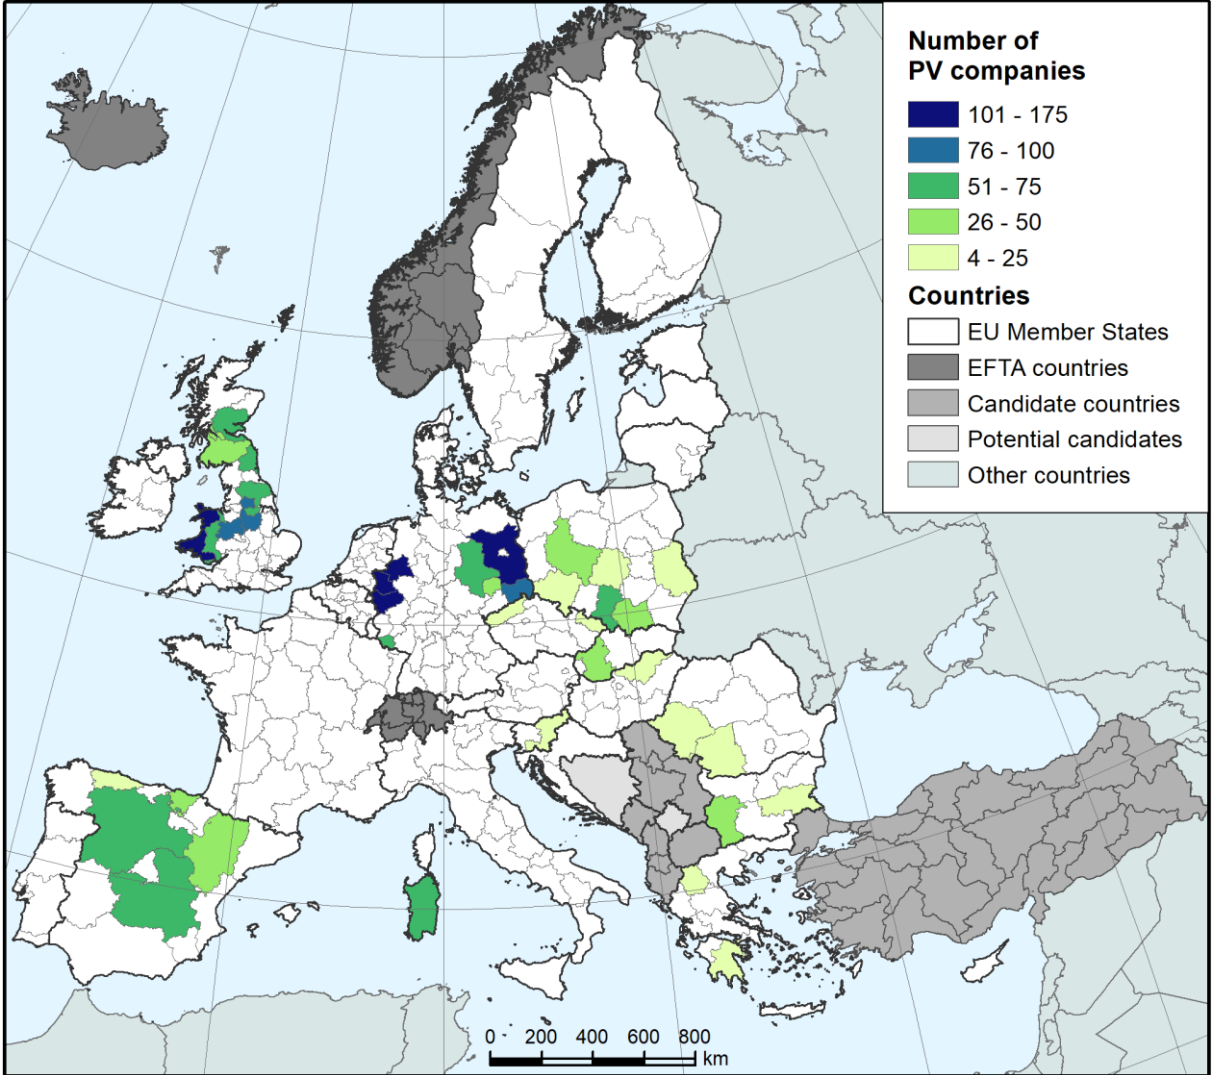 Number of
PV companies
101 - 175
76 - 100
51 - 75
26 - 50
4 - 25
Countries
EU Member States
EFTA countries
Candidate countries
Potential candidates
Other countries
0 200 400 600 800
km